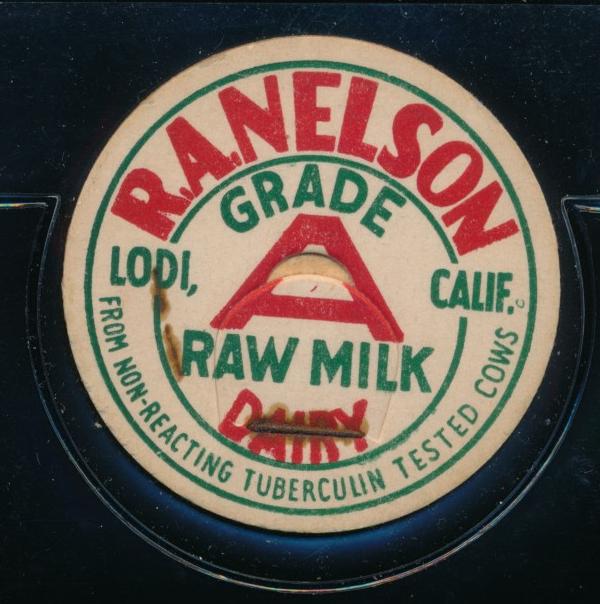 R.A. NELSON
GRADE
A
LODI, CALIF.
RAW MILK
DAIRY
FROM NON-REACTING TUBERCULIN TESTED COWS